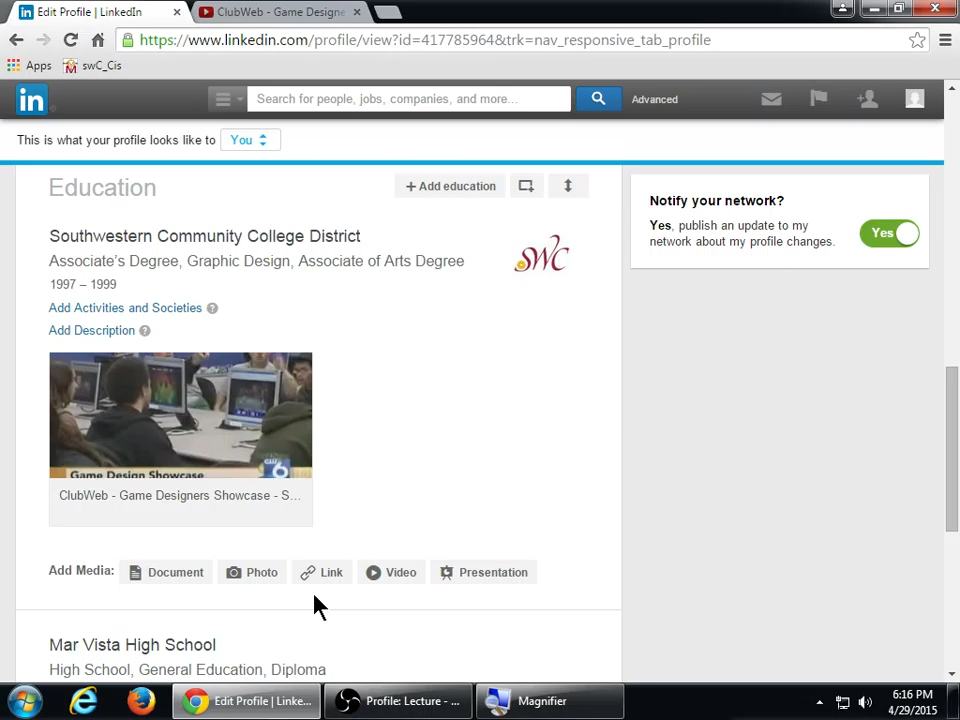 Edit Profile | LinkedIn
ClubWeb - Game Designe
https://www.linkedin.com/profile/view?id=417785964&trk=nav_responsive_tab_profile
Apps swC_Cis
in Search for people, jobs, companies, and more... Advanced
This is what your profile looks like to You
Education
+ Add education
Notify your network?
Yes, publish an update to my
network about my profile changes.
Yes
Southwestern Community College District
Associate's Degree, Graphic Design, Associate of Arts Degree
1997 – 1999
SWC
Add Activities and Societies ?
Add Description ?
Game Design Showcase
6
ClubWeb - Game Designers Showcase - S...
Add Media: Document Photo Link Video Presentation
Mar Vista High School
High School, General Education, Diploma
Edit Profile | Linke...
Profile: Lecture - ...
Magnifier
6:16 PM
4/29/2015